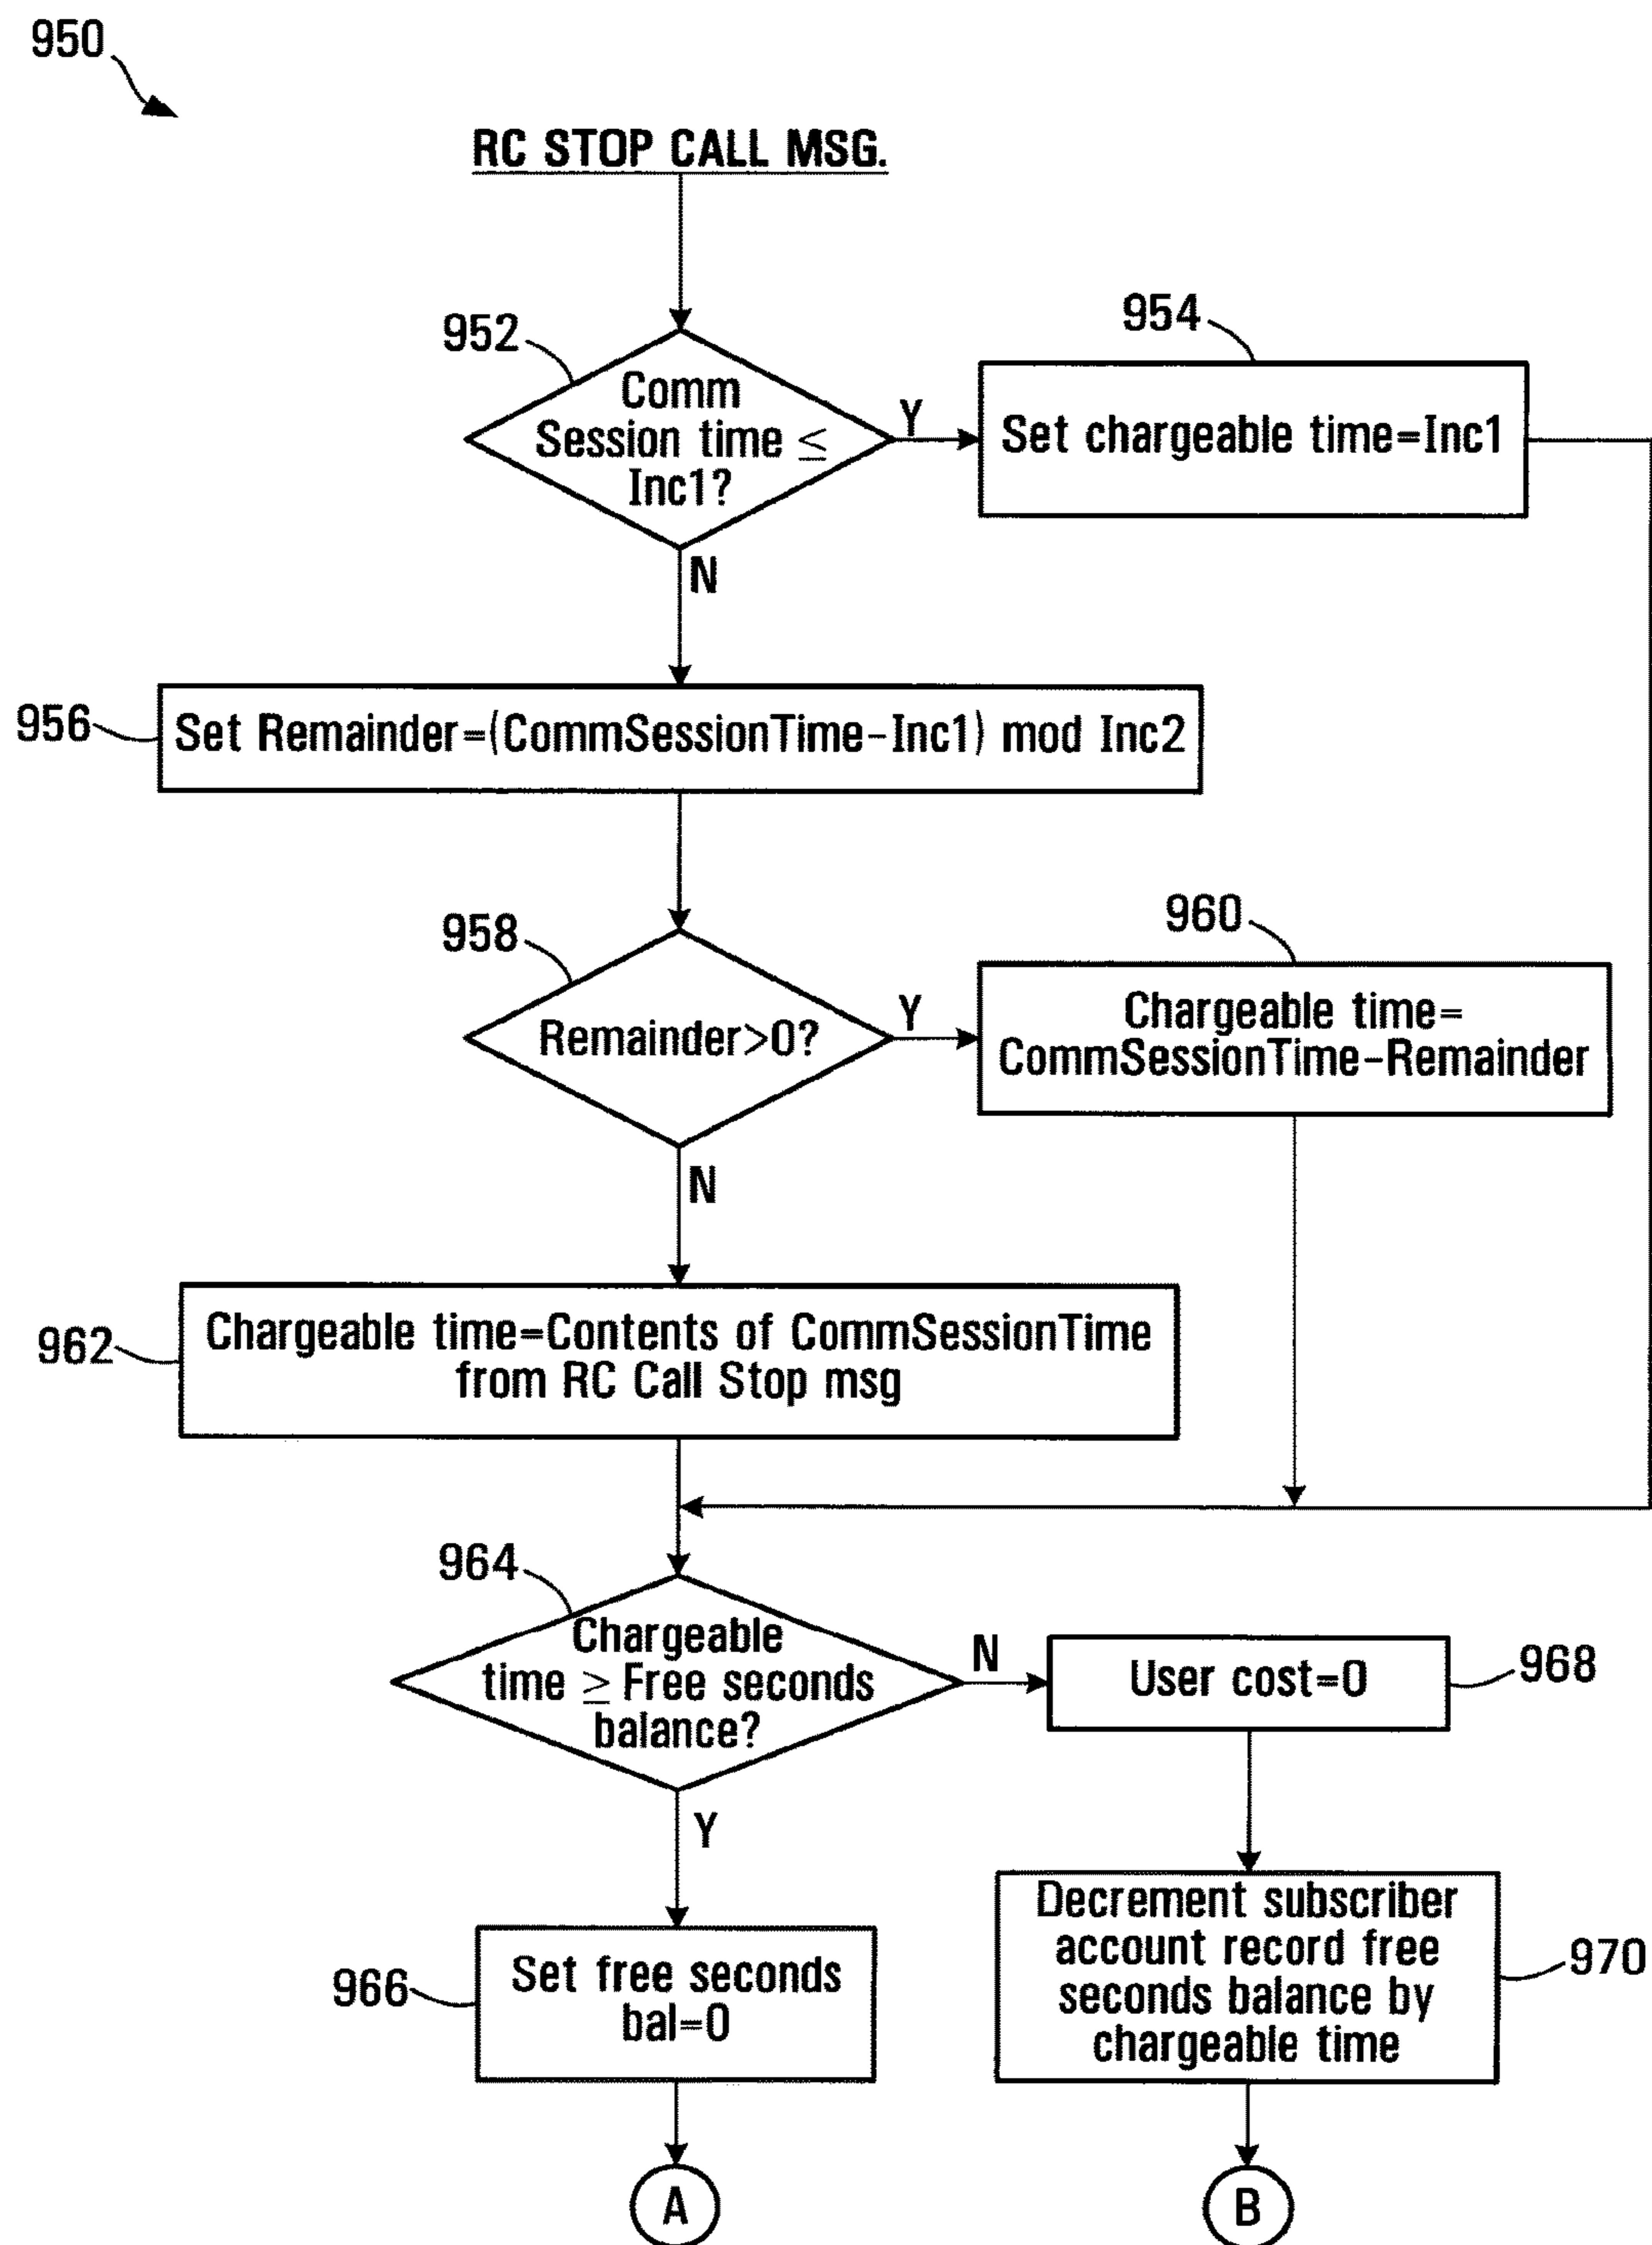 950
RC STOP CALL MSG.
952
Comm
Session time ≤
Inc1?
Y
954
Set chargeable time=Inc1
N
956
Set Remainder=(CommSessionTime-Inc1) mod Inc2
958
Remainder>0?
Y
960
Chargeable time=
CommSessionTime-Remainder
N
962
Chargeable time=Contents of CommSessionTime
from RC Call Stop msg
964
Chargeable
time ≥ Free seconds
balance?
N
User cost=0
968
Y
966
Set free seconds
bal=0
Decrement subscriber
account record free
seconds balance by
chargeable time
970
A
B